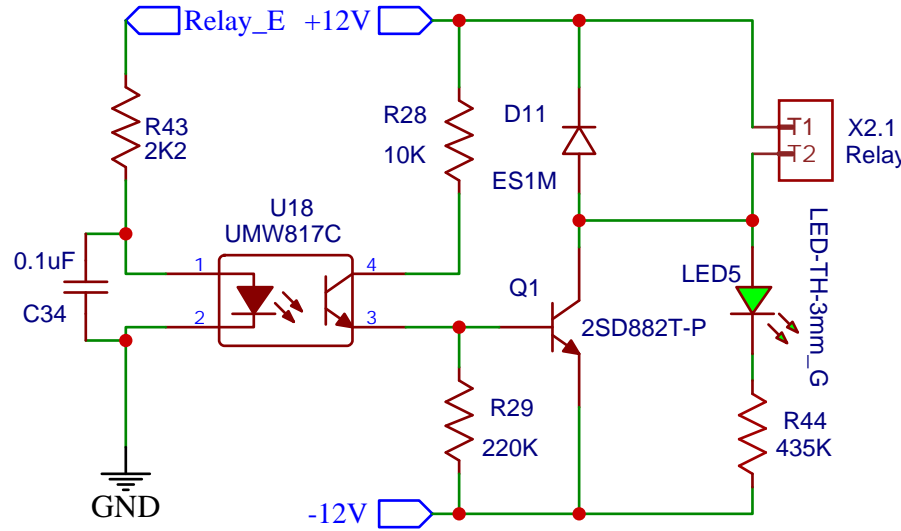 Relay_E
+12V
R43
2K2
R28
10K
D11
ES1M
T1
T2
X2.1
Relay
U18
UMW817C
0.1uF
C34
1
2
4
3
Q1
2SD882T-P
LED5
LED-TH-3mm_G
R29
220K
R44
435K
GND
-12V